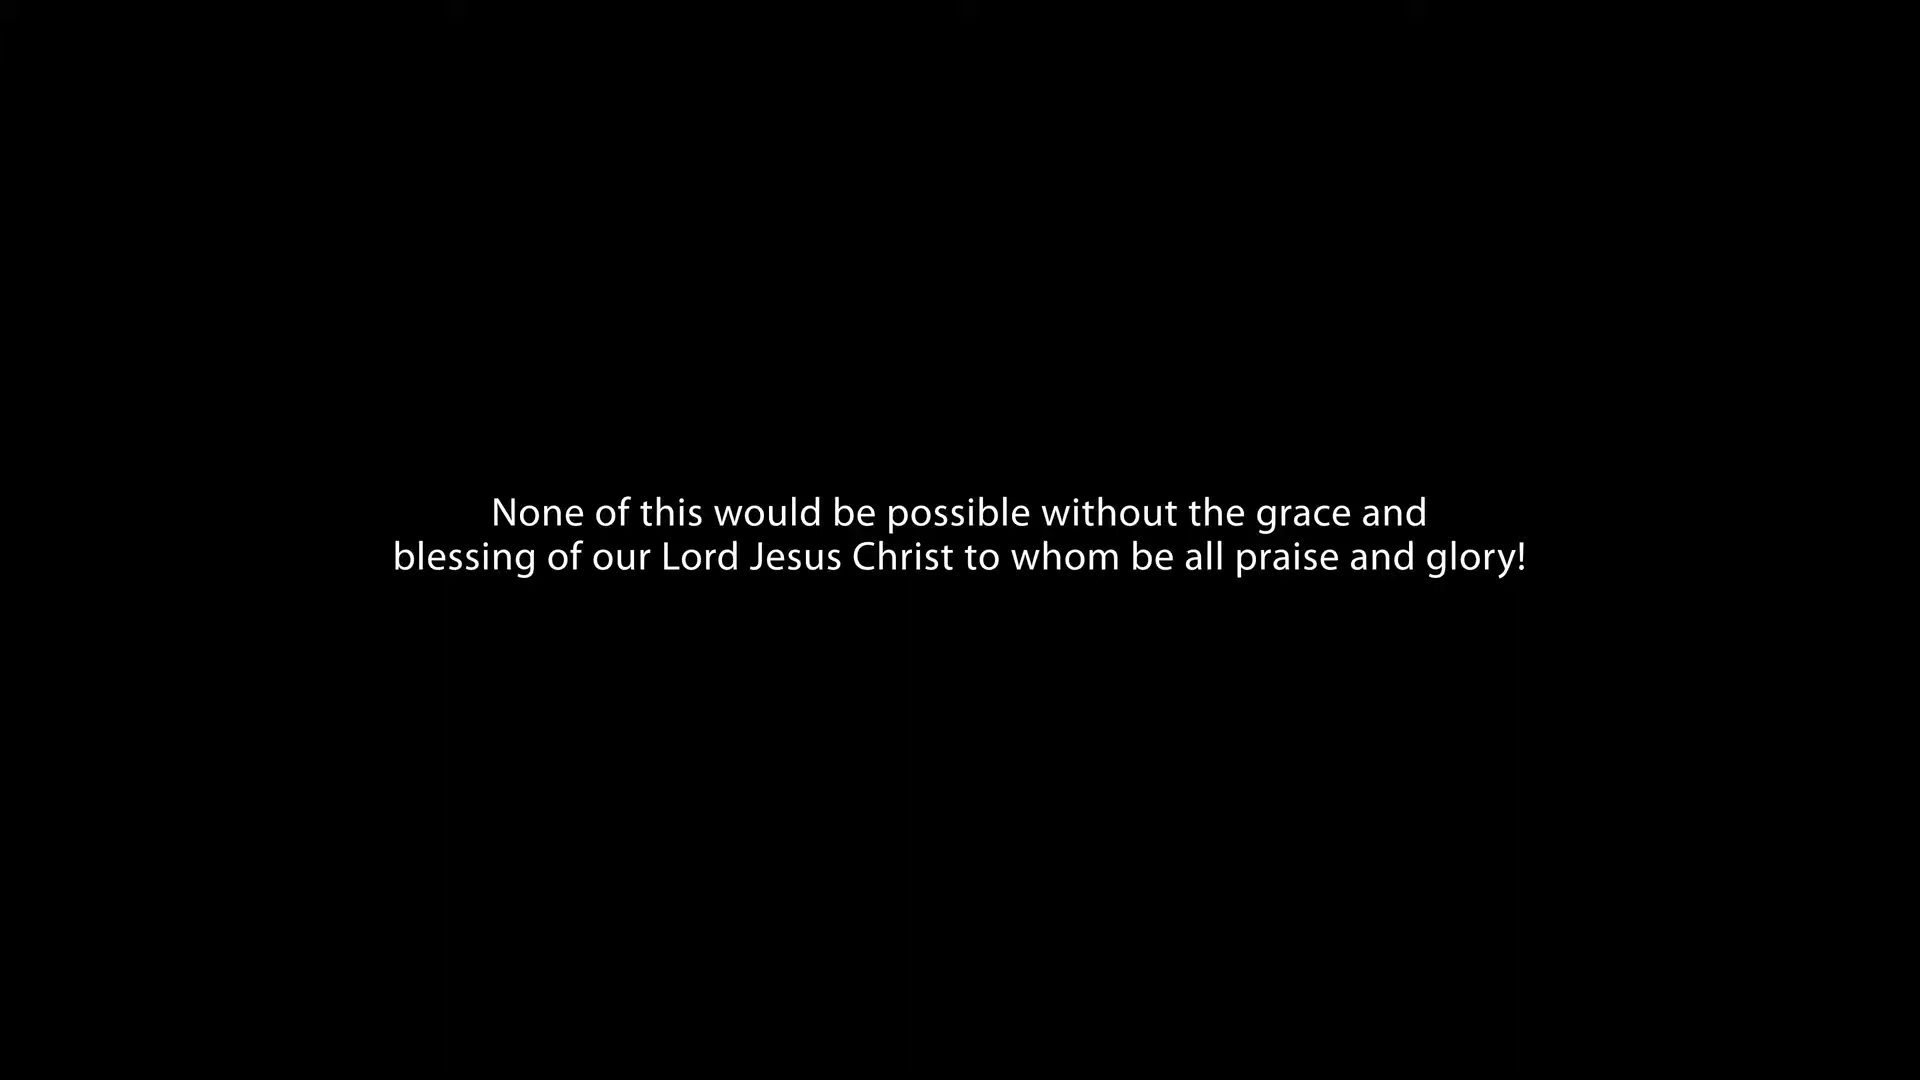 None of this would be possible without the grace and
blessing of our Lord Jesus Christ to whom be all praise and glory!